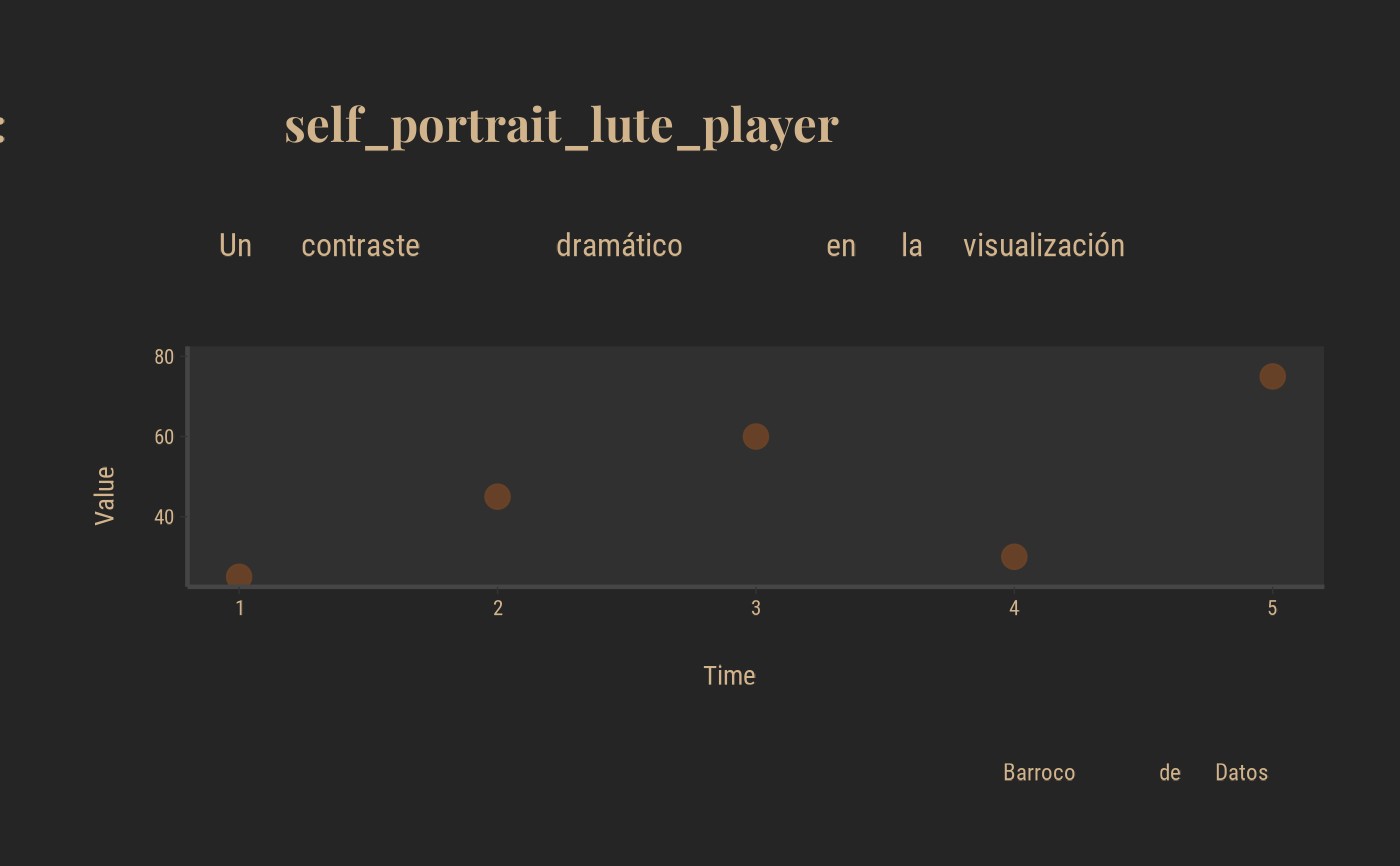 : self_portrait_lute_player
Un contraste dramático en la visualización
80
60
40
Value
1 2 3 4 5
Time
Barroco de Datos